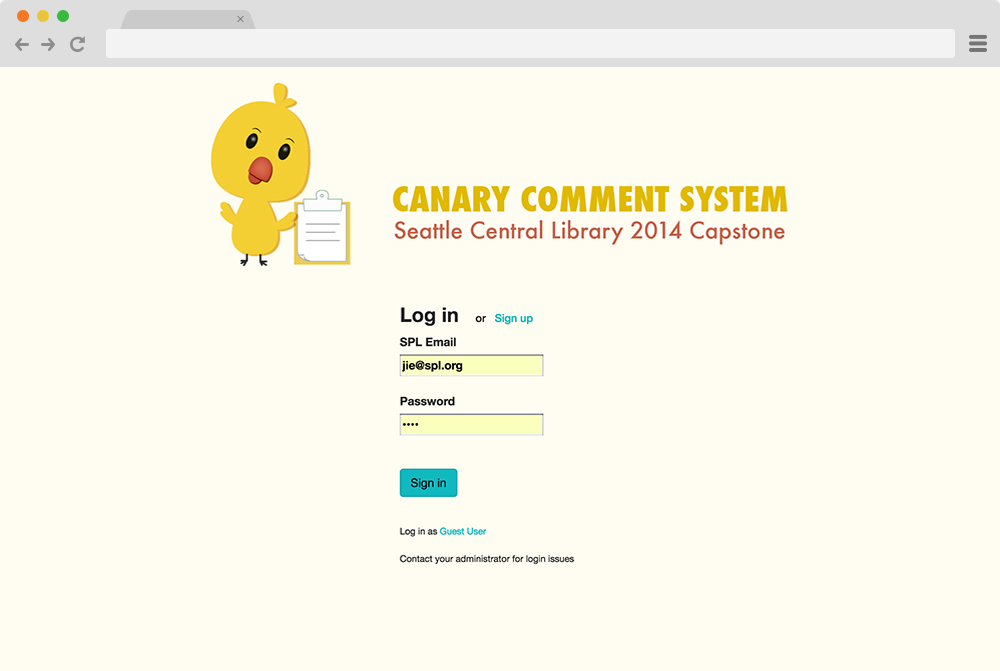 CANARY COMMENT SYSTEM
Seattle Central Library 2014 Capstone
Log in or Sign up
SPL Email
jie@spl.org
Password
••••
Sign in
Log in as Guest User
Contact your administrator for login issues